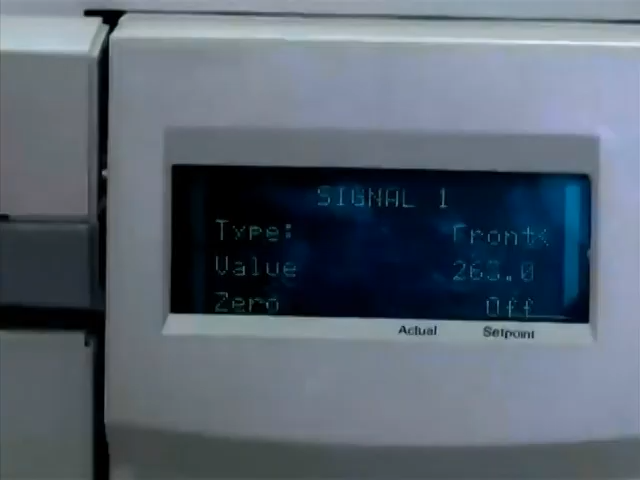 SIGNAL 1
Type: Front<
Value
Zero Off
Actual Setpoint